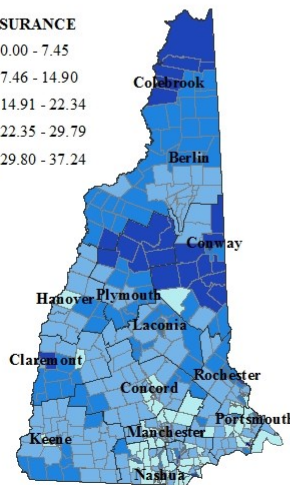 SURANCE
0.00 - 7.45
7.46 - 14.90
14.91 - 22.34
22.35 - 29.79
29.80 - 37.24
Colebrook
Berlin
Conway
Hanover Plymouth
Laconia
Claremont
Rochester
Concord
Portsmouth
Keene
Manchester
Nashua